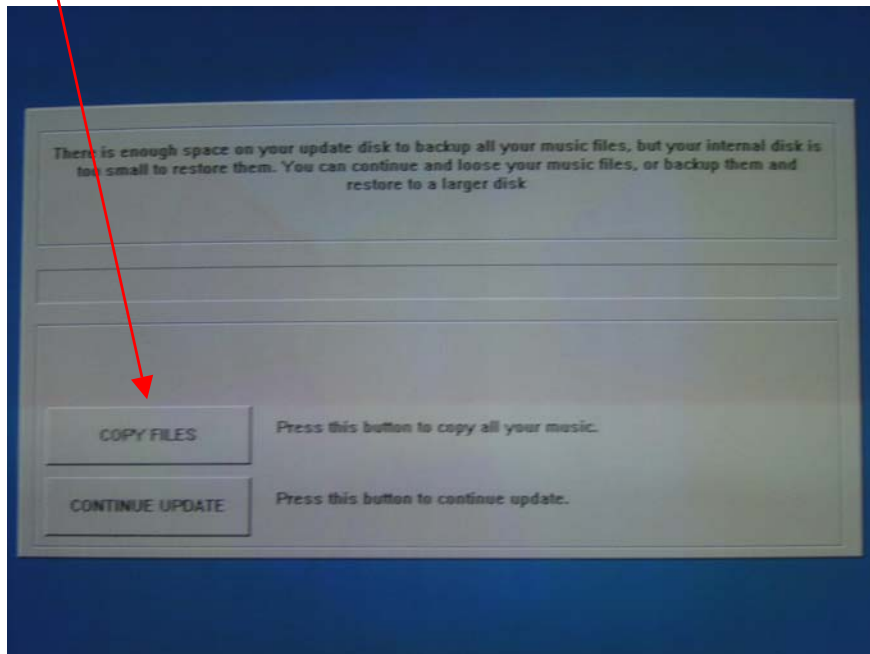 There is enough space on your update disk to backup all your music files, but your internal disk is
too small to restore them. You can continue and loose your music files, or backup them and
restore to a larger disk
COPY FILES
Press this button to copy all your music.
CONTINUE UPDATE
Press this button to continue update.